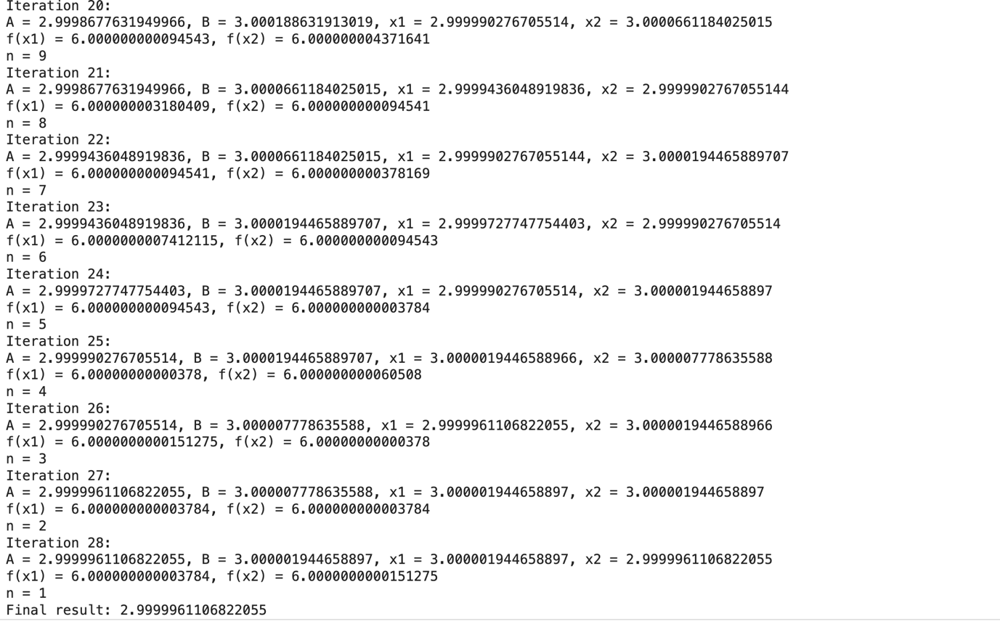 Iteration 20:
A = 2.9998677631949966, B = 3.000188631913019, x1 = 2.999990276705514, x2 = 3.0000661184025015
f(x1) = 6.000000000094543, f(x2) = 6.000000004371641
n = 9
Iteration 21:
A = 2.9998677631949966, B = 3.0000661184025015, x1 = 2.9999436048919836, x2 = 2.9999902767055144
f(x1) = 6.000000003180409, f(x2) = 6.000000000094541
n = 8
Iteration 22:
A = 2.9999436048919836, B = 3.0000661184025015, x1 = 2.9999902767055144, x2 = 3.0000194465889707
f(x1) = 6.000000000094541, f(x2) = 6.000000000378169
n = 7
Iteration 23:
A = 2.9999436048919836, B = 3.0000194465889707, x1 = 2.9999727747754403, x2 = 2.999990276705514
f(x1) = 6.0000000007412115, f(x2) = 6.000000000094543
n = 6
Iteration 24:
A = 2.9999727747754403, B = 3.0000194465889707, x1 = 2.999990276705514, x2 = 3.000001944658897
f(x1) = 6.000000000094543, f(x2) = 6.000000000003784
n = 5
Iteration 25:
A = 2.999990276705514, B = 3.0000194465889707, x1 = 3.0000019446588966, x2 = 3.000007778635588
f(x1) = 6.00000000000378, f(x2) = 6.000000000060508
n = 4
Iteration 26:
A = 2.999990276705514, B = 3.000007778635588, x1 = 2.9999961106822055, x2 = 3.0000019446588966
f(x1) = 6.0000000000151275, f(x2) = 6.00000000000378
n = 3
Iteration 27:
A = 2.9999961106822055, B = 3.000007778635588, x1 = 3.000001944658897, x2 = 3.000001944658897
f(x1) = 6.000000000003784, f(x2) = 6.000000000003784
n = 2
Iteration 28:
A = 2.9999961106822055, B = 3.000001944658897, x1 = 3.000001944658897, x2 = 2.9999961106822055
f(x1) = 6.000000000003784, f(x2) = 6.0000000000151275
n = 1
Final result: 2.9999961106822055